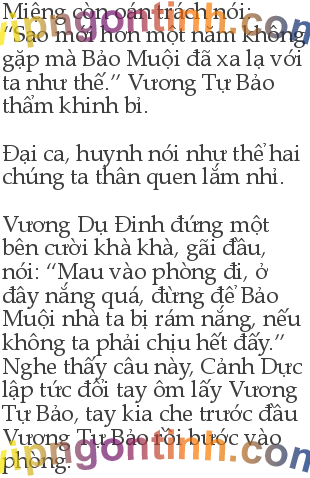 Miệng còn oán trách nói:
“Sao mới hơn một năm không
gặp mà Bảo Muội đã xa lạ với
ta như thế.” Vương Tự Bảo
thẩm khinh bỉ.
Đại ca, huynh nói như thể hai
chúng ta thân quen lắm nhỉ.
Vương Dụ Đinh đứng một
bên cười khà khà, gãi đầu,
nói: “Mau vào phòng đi, ở
đây nắng quá, đừng để Bảo
Muội nhà ta bị rám nắng, nếu
không ta phải chịu hết đấy.”
Nghe thấy câu này, Cảnh Dực
lập tức đổi tay ôm lấy Vương
Tự Bảo, tay kia che trước đầu
Vương Tự Bảo rồi bước vào
phòng.
vipngontinh.com
vipngontinh.com